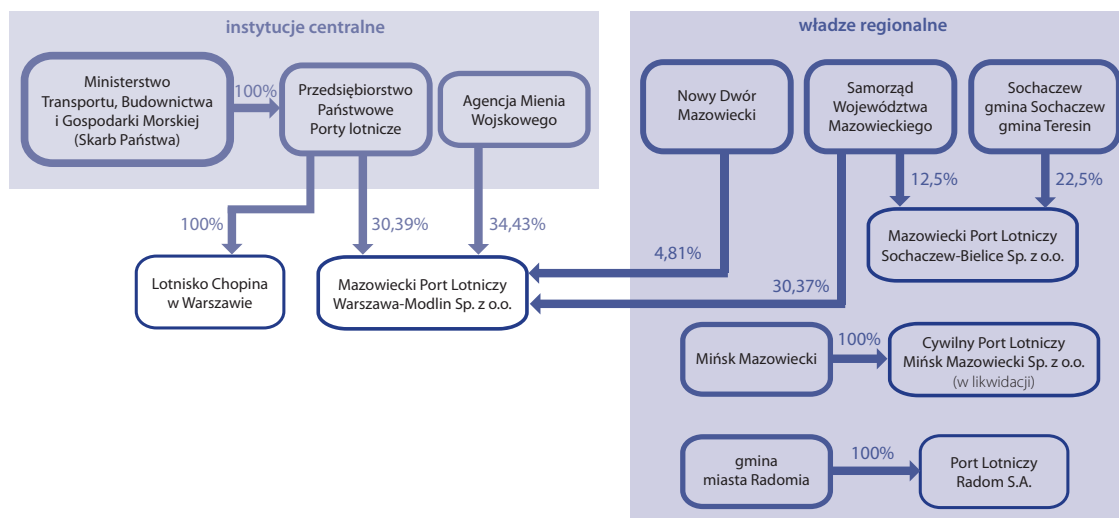 instytucje centralne
Ministerstwo
Transportu, Budownictwa
i Gospodarki Morskiej
(Skarb Państwa)
100%
Przedsiębiorstwo
Państwowe
Porty lotnicze
Agencja Mienia
Wojskowego
100%
30,39%
34,43%
Lotnisko Chopina
w Warszawie
Mazowiecki Port Lotniczy
Warszawa-Modlin Sp. z o.o.
władze regionalne
Nowy Dwór
Mazowiecki
Samorząd
Województwa
Mazowieckiego
Sochaczew
gmina Sochaczew
gmina Teresin
12,5%
22,5%
4,81%
Mazowiecki Port Lotniczy
Sochaczew-Bielice Sp. z o.o.
30,37%
Mińsk Mazowiecki
100%
Cywilny Port Lotniczy
Mińsk Mazowiecki Sp. z o.o.
(w likwidacji)
gmina
miasta Radomia
100%
Port Lotniczy
Radom S.A.